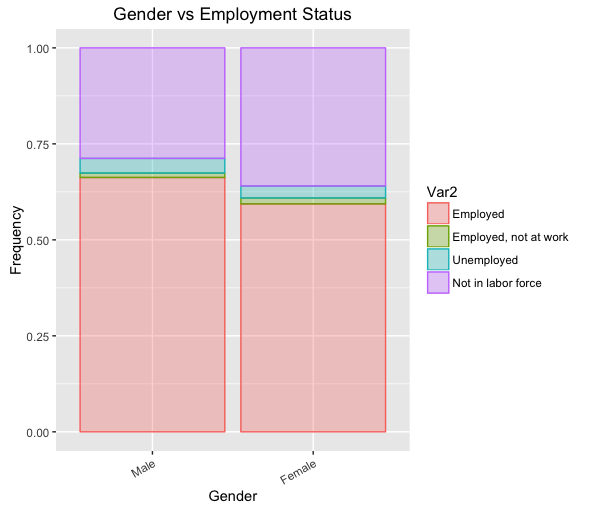 Gender vs Employment Status
1.00
0.75
0.50
0.25
0.00
Frequency
Male
Female
Gender
Var2
Employed
Employed, not at work
Unemployed
Not in labor force